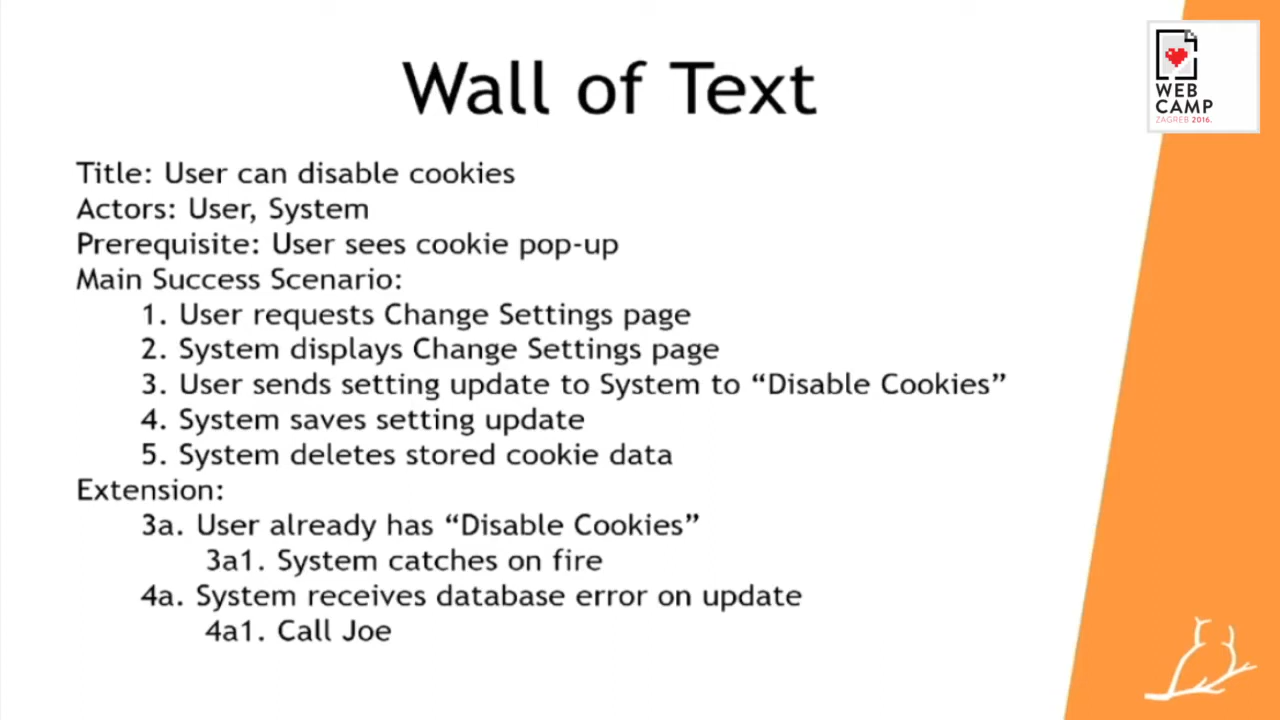 Wall of Text
WEB
CAMP
ZAGREB 2016.
Title: User can disable cookies
Actors: User, System
Prerequisite: User sees cookie pop-up
Main Success Scenario:
1. User requests Change Settings page
2. System displays Change Settings page
3. User sends setting update to System to “Disable Cookies”
4. System saves setting update
5. System deletes stored cookie data
Extension:
3a. User already has “Disable Cookies”
3a1. System catches on fire
4a. System receives database error on update
4a1. Call Joe